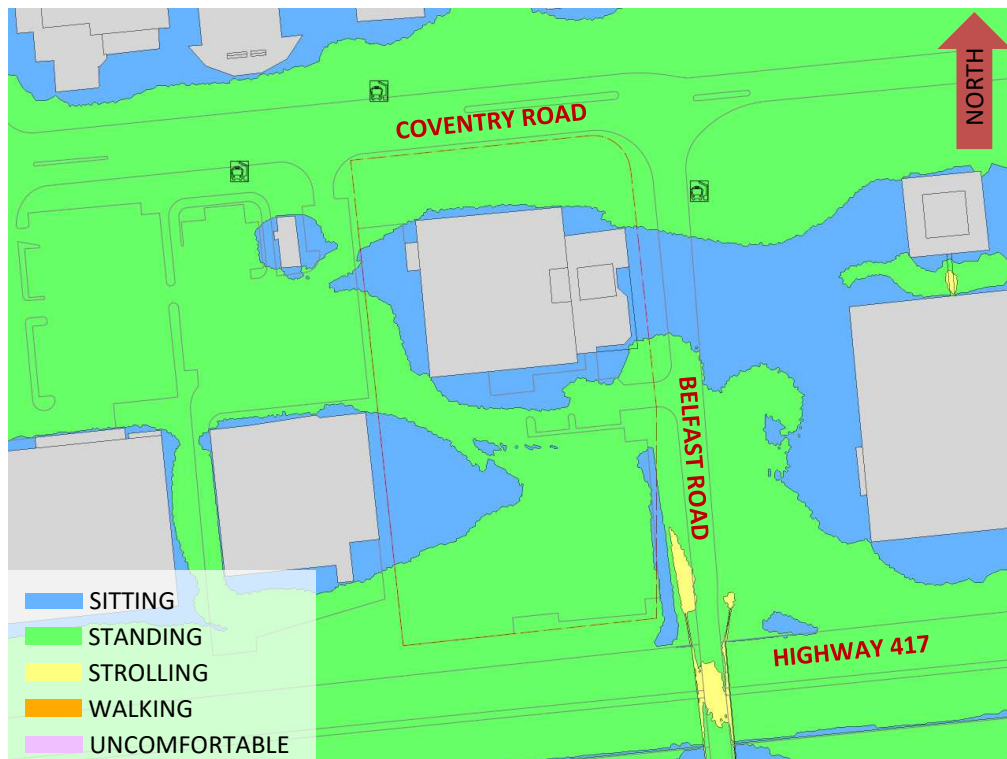 NORTH
COVENTRY ROAD
BELFAST ROAD
HIGHWAY 417
SITTING
STANDING
STROLLING
WALKING
UNCOMFORTABLE